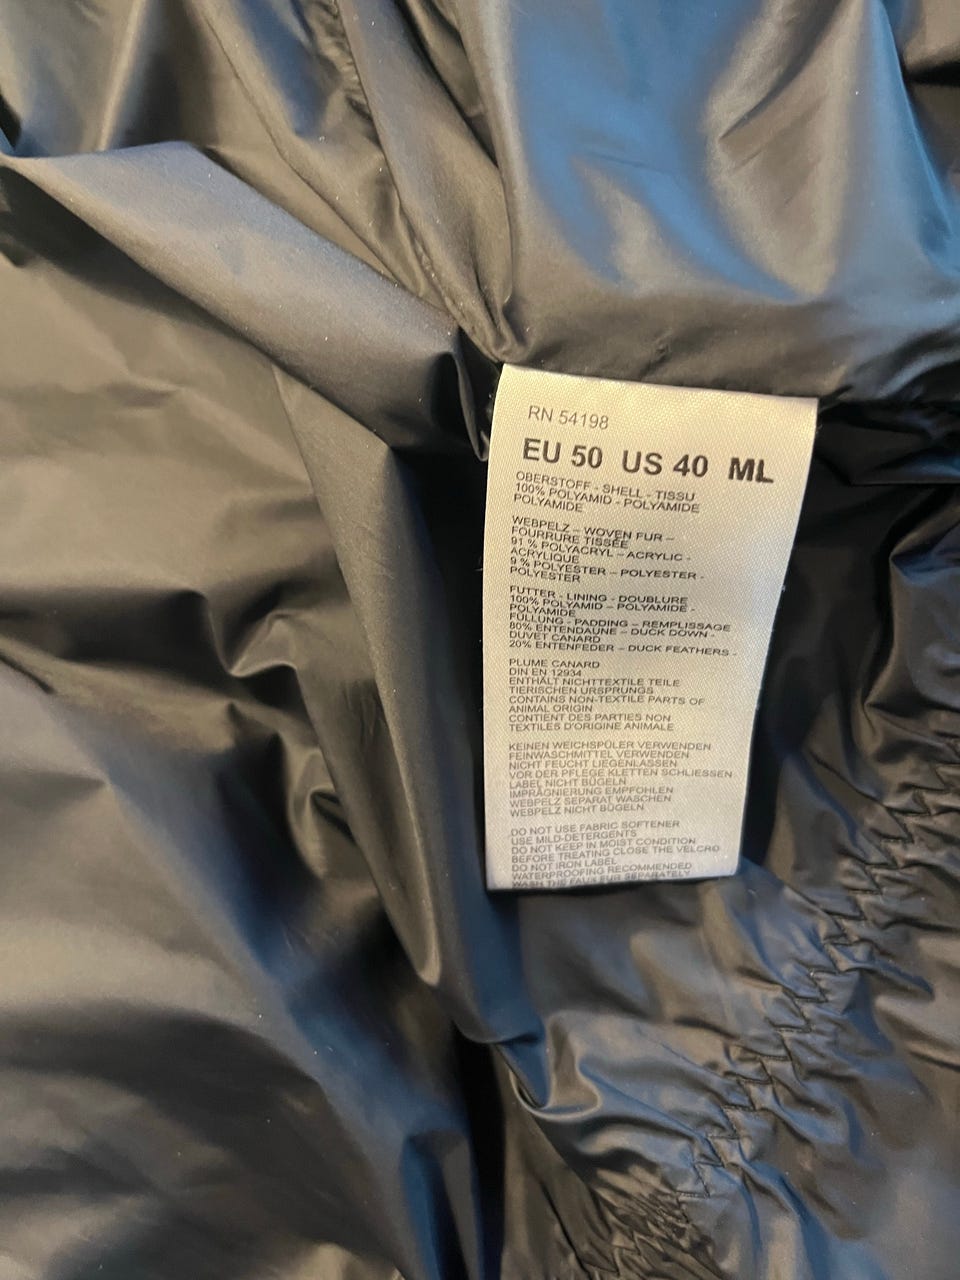 RN 54198
EU 50 US 40 ML
OBERSTOFF - SHELL - TISSU
100% POLYAMID - POLYAMIDE
POLYAMIDE
WEBPELZ – WOVEN FUR –
FOURRURE TISSÉE
91 % POLYACRYL – ACRYLIC -
ACRYLIQUE
9 % POLYESTER – POLYESTER -
POLYESTER
FUTTER - LINING - DOUBLURE
100% POLYAMID – POLYAMIDE -
POLYAMIDE
FÜLLUNG - PADDING – REMPLISSAGE
80% ENTENDAUNE – DUCK DOWN -
DUVET CANARD
20% ENTENFEDER – DUCK FEATHERS -
PLUME CANARD
DIN EN 12934
ENTHÄLT NICHTTEXTILE TEILE
TIERISCHEN URSPRUNGS
CONTAINS NON-TEXTILE PARTS OF
ANIMAL ORIGIN
CONTIENT DES PARTIES NON
TEXTILES D'ORIGINE ANIMALE
KEINEN WEICHSPÜLER VERWENDEN
FEINWASCHMITTEL VERWENDEN
NICHT FEUCHT LIEGENLASSEN
VOR DER PFLEGE KLETTEN SCHLIESSEN
LABEL NICHT BÜGELN
IMPRÄGNIERUNG EMPFOHLEN
WEBPELZ SEPARAT WASCHEN
WEBPELZ NICHT BÜGELN
DO NOT USE FABRIC SOFTENER
USE MILD-DETERGENTS
DO NOT KEEP IN MOIST CONDITION
BEFORE TREATING CLOSE THE VELCRO
DO NOT IRON LABEL
WATERPROOFING RECOMMENDED
WASH THE FAUX FUR SEPARATELY